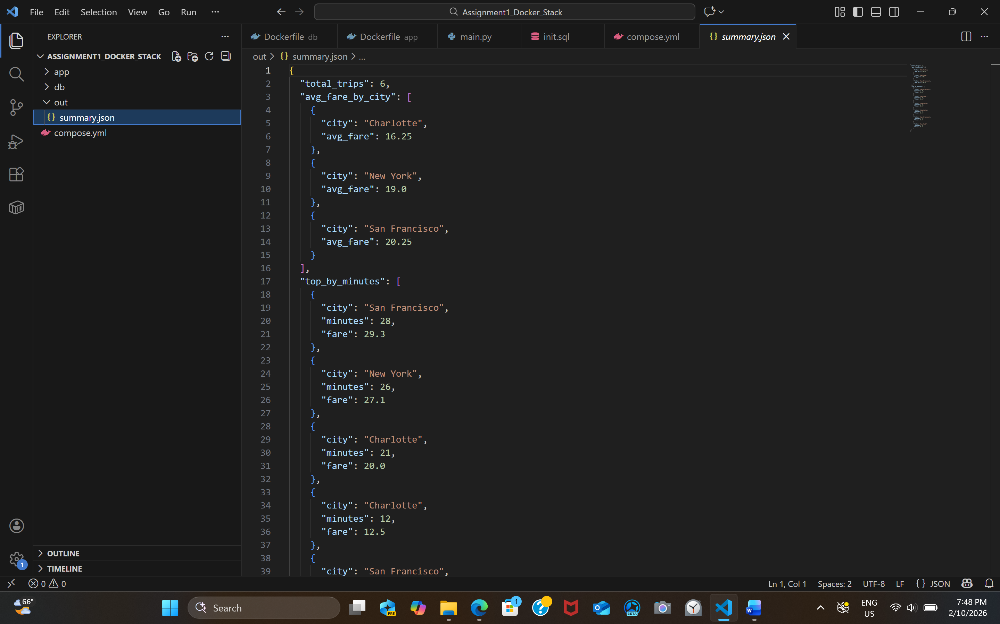 File Edit Selection View Go Run ···
Assignment1_Docker_Stack
EXPLORER
ASSIGNMENT1_DOCKER_STACK
app
db
out
{} summary.json
compose.yml
OUTLINE
TIMELINE
Dockerfile db
Dockerfile app
main.py
init.sql
compose.yml
{} summary.json
out > {} summary.json > ...
1 {
2 "total_trips": 6,
3 "avg_fare_by_city": [
4 {
5 "city": "Charlotte",
6 "avg_fare": 16.25
7 },
8 {
9 "city": "New York",
10 "avg_fare": 19.0
11 },
12 {
13 "city": "San Francisco",
14 "avg_fare": 20.25
15 }
16 ],
17 "top_by_minutes": [
18 {
19 "city": "San Francisco",
20 "minutes": 28,
21 "fare": 29.3
22 },
23 {
24 "city": "New York",
25 "minutes": 26,
26 "fare": 27.1
27 },
28 {
29 "city": "Charlotte",
30 "minutes": 21,
31 "fare": 20.0
32 },
33 {
34 "city": "Charlotte",
35 "minutes": 12,
36 "fare": 12.5
37 },
38 {
39 "city": "San Francisco",
1
0 0
Ln 1, Col 1 Spaces: 2 UTF-8 LF {} JSON
66°
Search
PRE
1
BETA
ENG
US
7:48 PM
2/10/2026